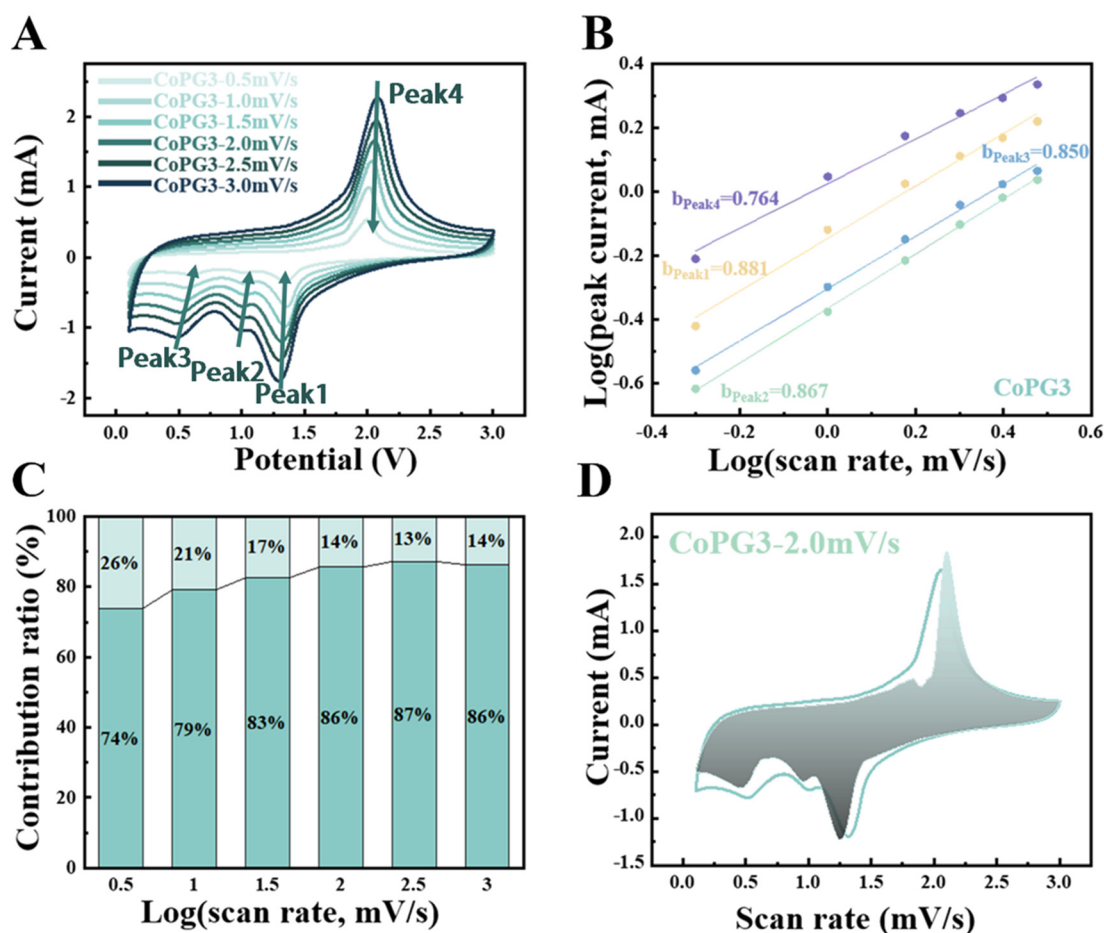 A
CoPG3-0.5mV/s
CoPG3-1.0mV/s
CoPG3-1.5mV/s
CoPG3-2.0mV/s
CoPG3-2.5mV/s
CoPG3-3.0mV/s
Peak4
Peak3
Peak2
Peak1
Current (mA)
2
1
0
-1
-2
0.0 0.5 1.0 1.5 2.0 2.5 3.0
Potential (V)
B
Log(peak current, mA)
0.4
0.2
0.0
-0.2
-0.4
-0.6
bPeak4=0.764
bPeak3=0.850
bPeak1=0.881
bPeak2=0.867
CoPG3
-0.4 -0.2 0.0 0.2 0.4 0.6
Log(scan rate, mV/s)
C
Contribution ratio (%)
100
80
60
40
20
0
26% 21% 17% 14% 13% 14%
74% 79% 83% 86% 87% 86%
0.5 1 1.5 2 2.5 3
Log(scan rate, mV/s)
D
CoPG3-2.0mV/s
Current (mA)
2.0
1.5
1.0
0.5
0.0
-0.5
-1.0
-1.5
0.0 0.5 1.0 1.5 2.0 2.5 3.0
Scan rate (mV/s)